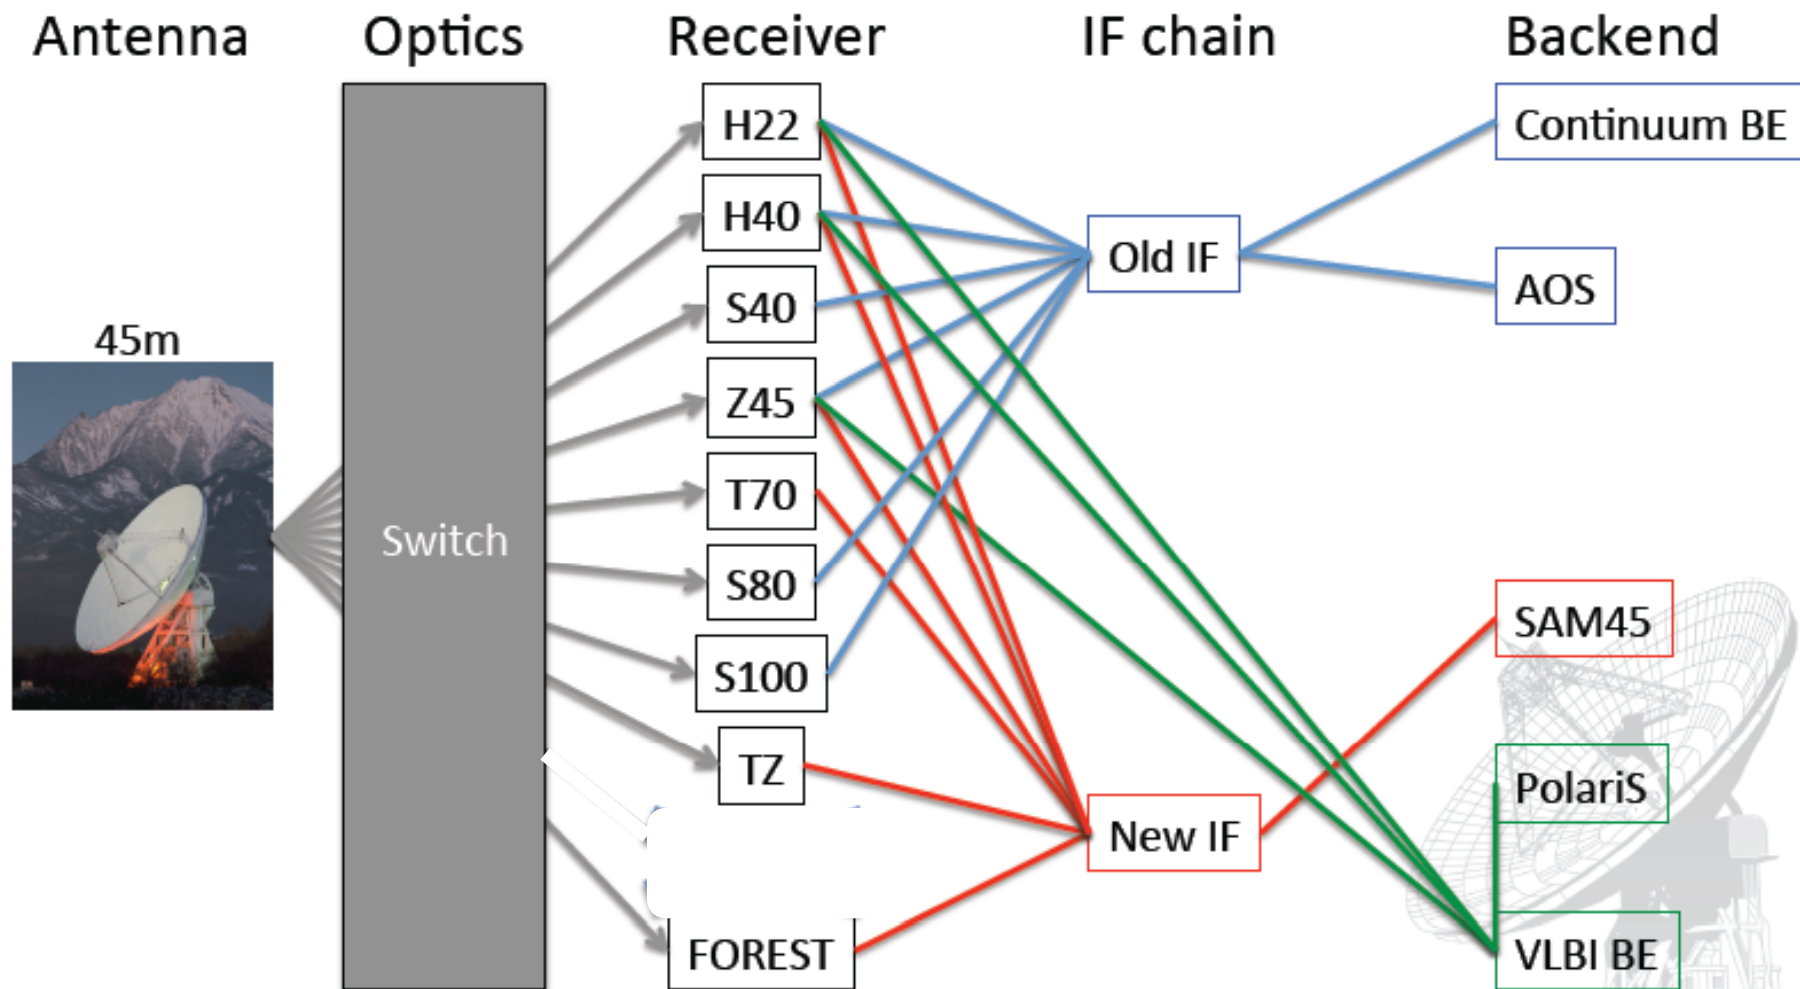 Antenna
Optics
Receiver
IF chain
Backend
45m
Switch
H22
H40
S40
Z45
T70
S80
S100
TZ
FOREST
Old IF
New IF
Continuum BE
AOS
SAM45
PolariS
VLBI BE